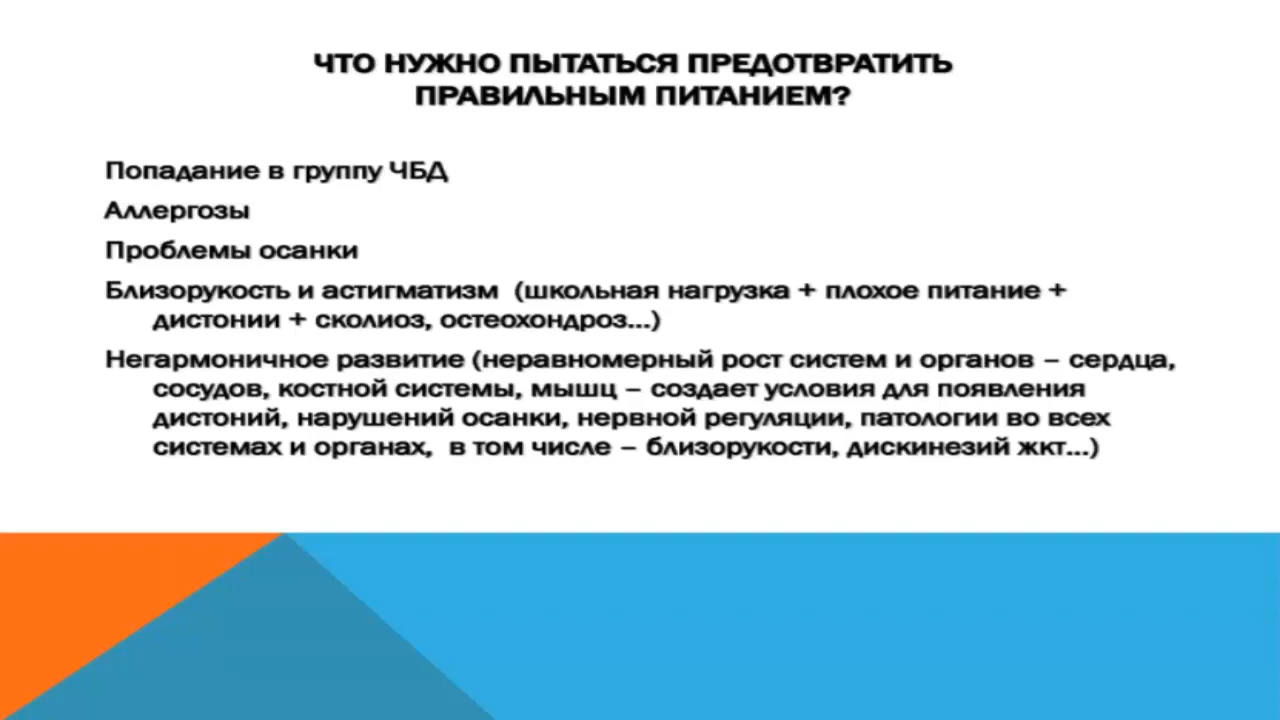 ЧТО НУЖНО ПЫТАТЬСЯ ПРЕДОТВРАТИТЬ
ПРАВИЛЬНЫМ ПИТАНИЕМ?
Попадание в группу ЧБД
Аллергозы
Проблемы осанки
Близорукость и астигматизм (школьная нагрузка + плохое питание +
дистонии + сколиоз, остеохондроз...)
Негармоничное развитие (неравномерный рост систем и органов – сердца,
сосудов, костной системы, мышц – создает условия для появления
дистоний, нарушений осанки, нервной регуляции, патологии во всех
системах и органах, в том числе – близорукости, дискинезий жкт...)